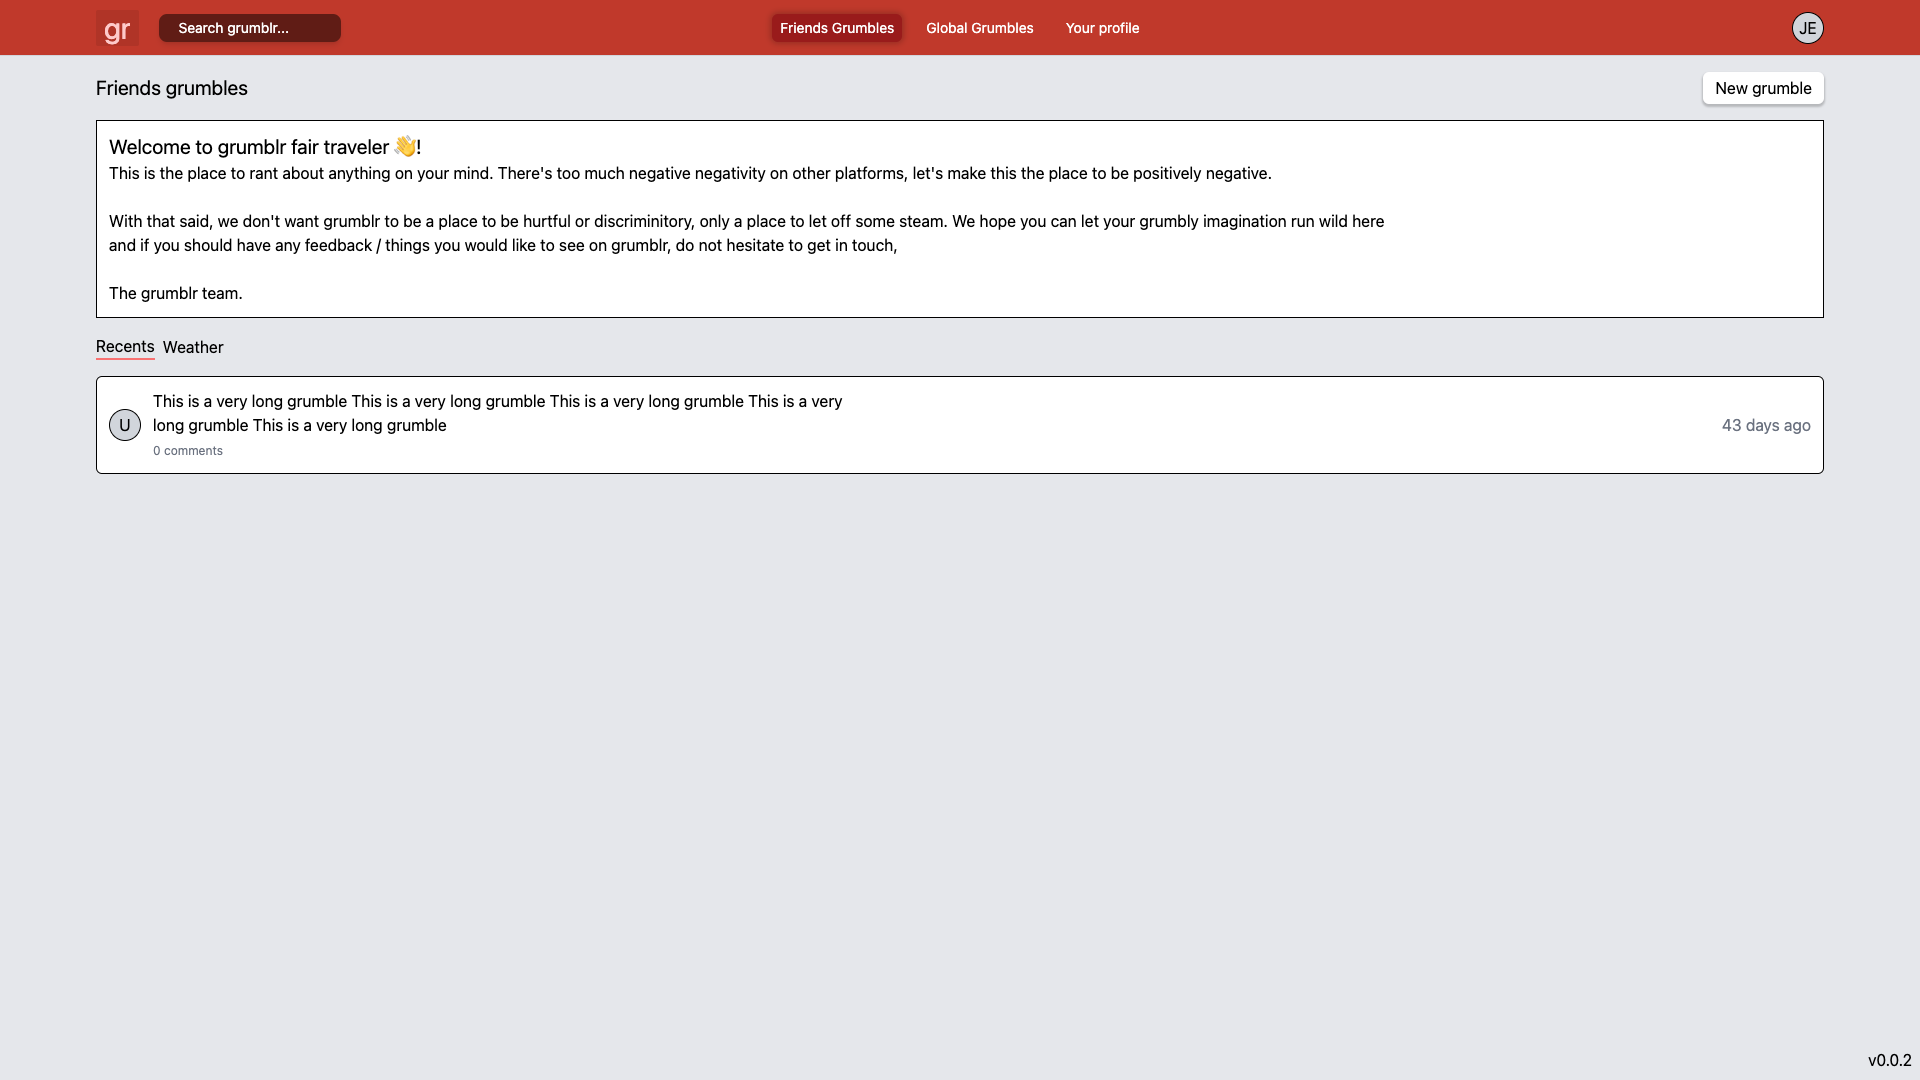 gr
Search grumblr...
Friends Grumbles
Global Grumbles
Your profile
JE
Friends grumbles
New grumble
Welcome to grumblr fair traveler 👋!
This is the place to rant about anything on your mind. There's too much negative negativity on other platforms, let's make this the place to be positively negative.
With that said, we don't want grumblr to be a place to be hurtful or discriminitory, only a place to let off some steam. We hope you can let your grumbly imagination run wild here
and if you should have any feedback / things you would like to see on grumblr, do not hesitate to get in touch,
The grumblr team.
Recents
Weather
U
This is a very long grumble This is a very long grumble This is a very long grumble This is a very
long grumble This is a very long grumble
0 comments
43 days ago
v0.0.2